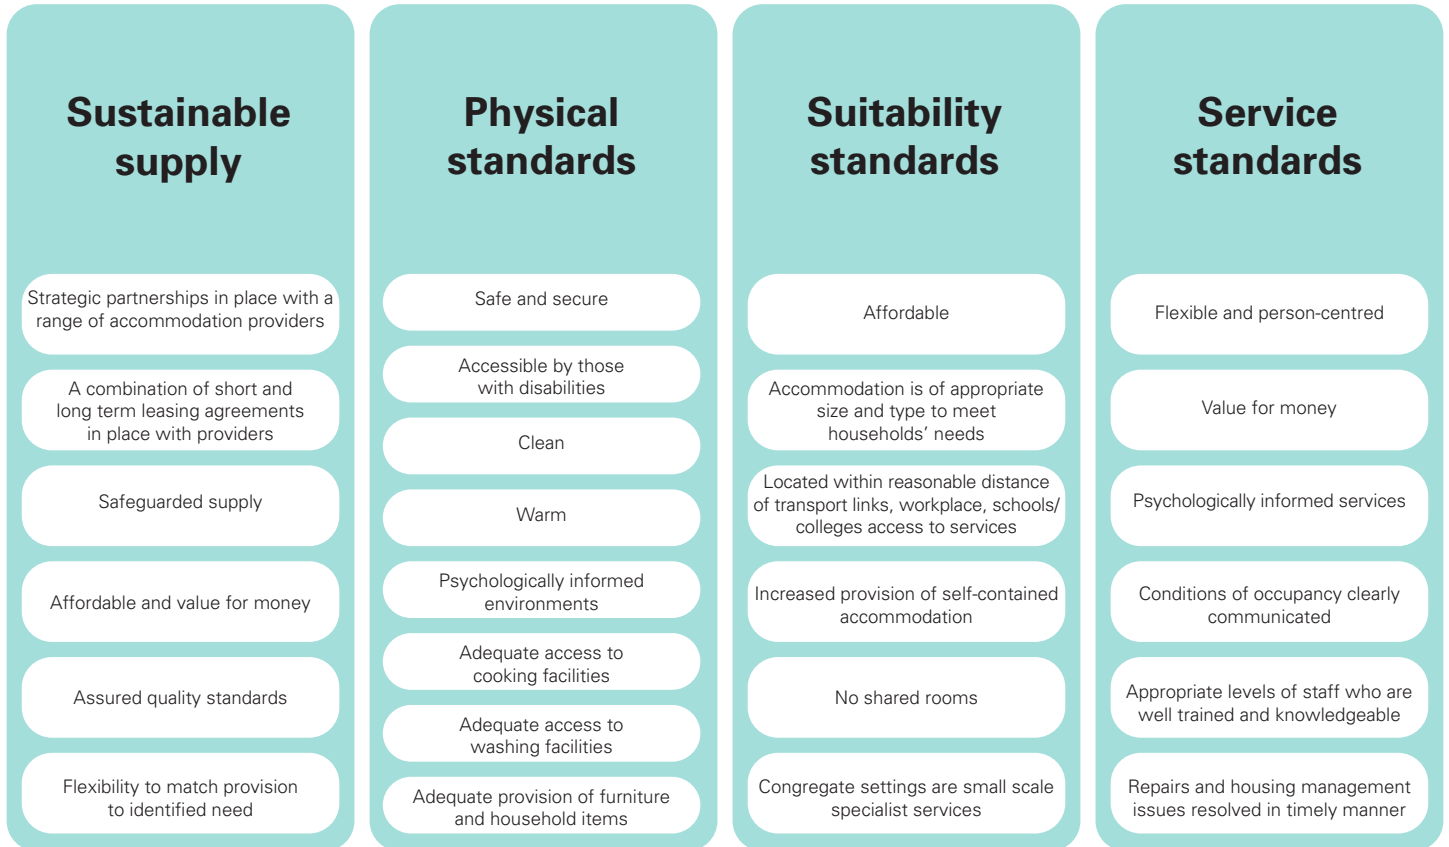 Sustainable
supply
Strategic partnerships in place with a
range of accommodation providers
A combination of short and
long term leasing agreements
in place with providers
Safeguarded supply
Affordable and value for money
Assured quality standards
Flexibility to match provision
to identified need
Physical
standards
Safe and secure
Accessible by those
with disabilities
Clean
Warm
Psychologically informed
environments
Adequate access to
cooking facilities
Adequate access to
washing facilities
Adequate provision of furniture
and household items
Suitability
standards
Affordable
Accommodation is of appropriate
size and type to meet
households’ needs
Located within reasonable distance
of transport links, workplace, schools/
colleges access to services
Increased provision of self-contained
accommodation
No shared rooms
Congregate settings are small scale
specialist services
Service
standards
Flexible and person-centred
Value for money
Psychologically informed services
Conditions of occupancy clearly
communicated
Appropriate levels of staff who are
well trained and knowledgeable
Repairs and housing management
issues resolved in timely manner